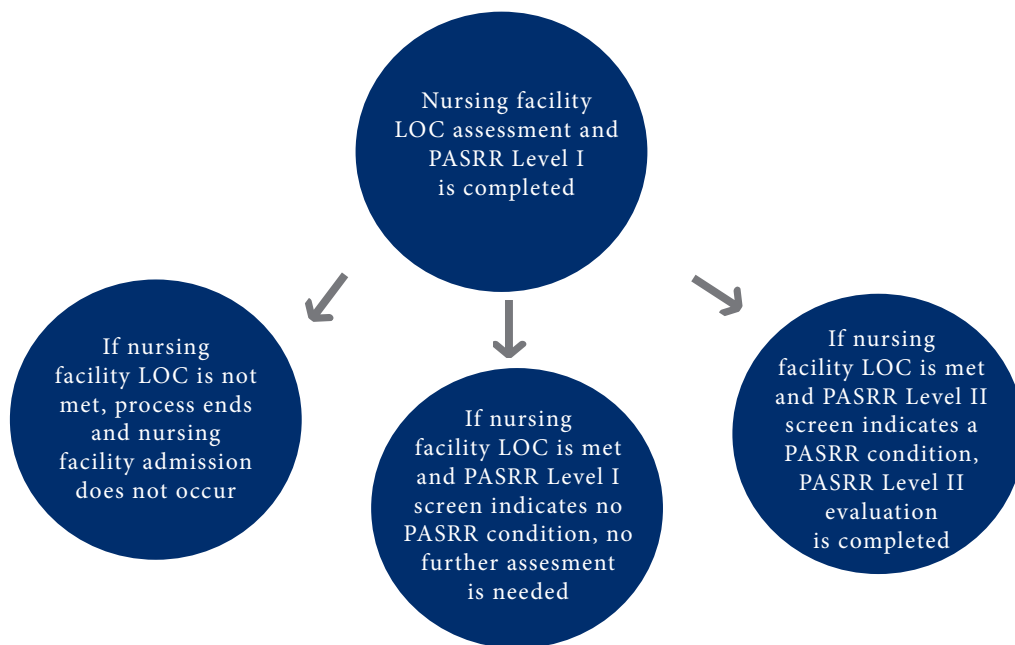 Nursing facility
LOC assessment and
PASRR Level I
is completed
If nursing
facility LOC is not
met, process ends
and nursing
facility admission
does not occur
If nursing
facility LOC is met
and PASRR Level I
screen indicates no
PASRR condition, no
further assesment
is needed
If nursing
facility LOC is met
and PASRR Level II
screen indicates a
PASRR condition,
PASRR Level II
evaluation
is completed